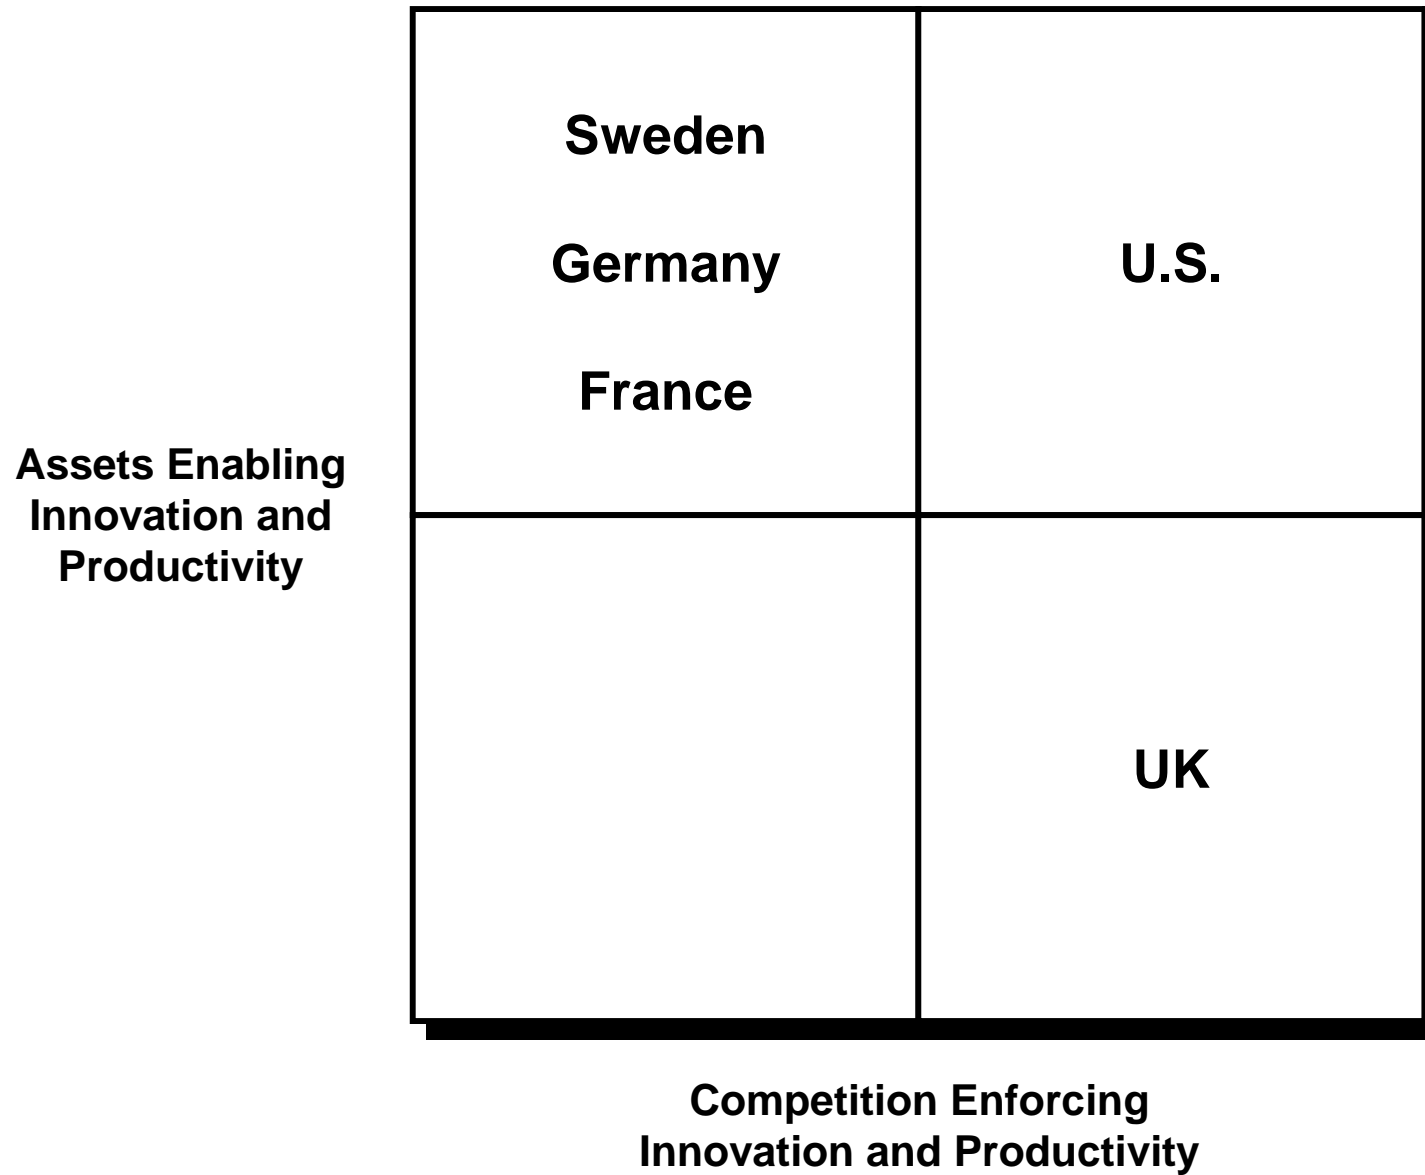 Sweden
Germany
U.S.
France
Assets Enabling
Innovation and
Productivity
UK
Competition Enforcing
Innovation and Productivity